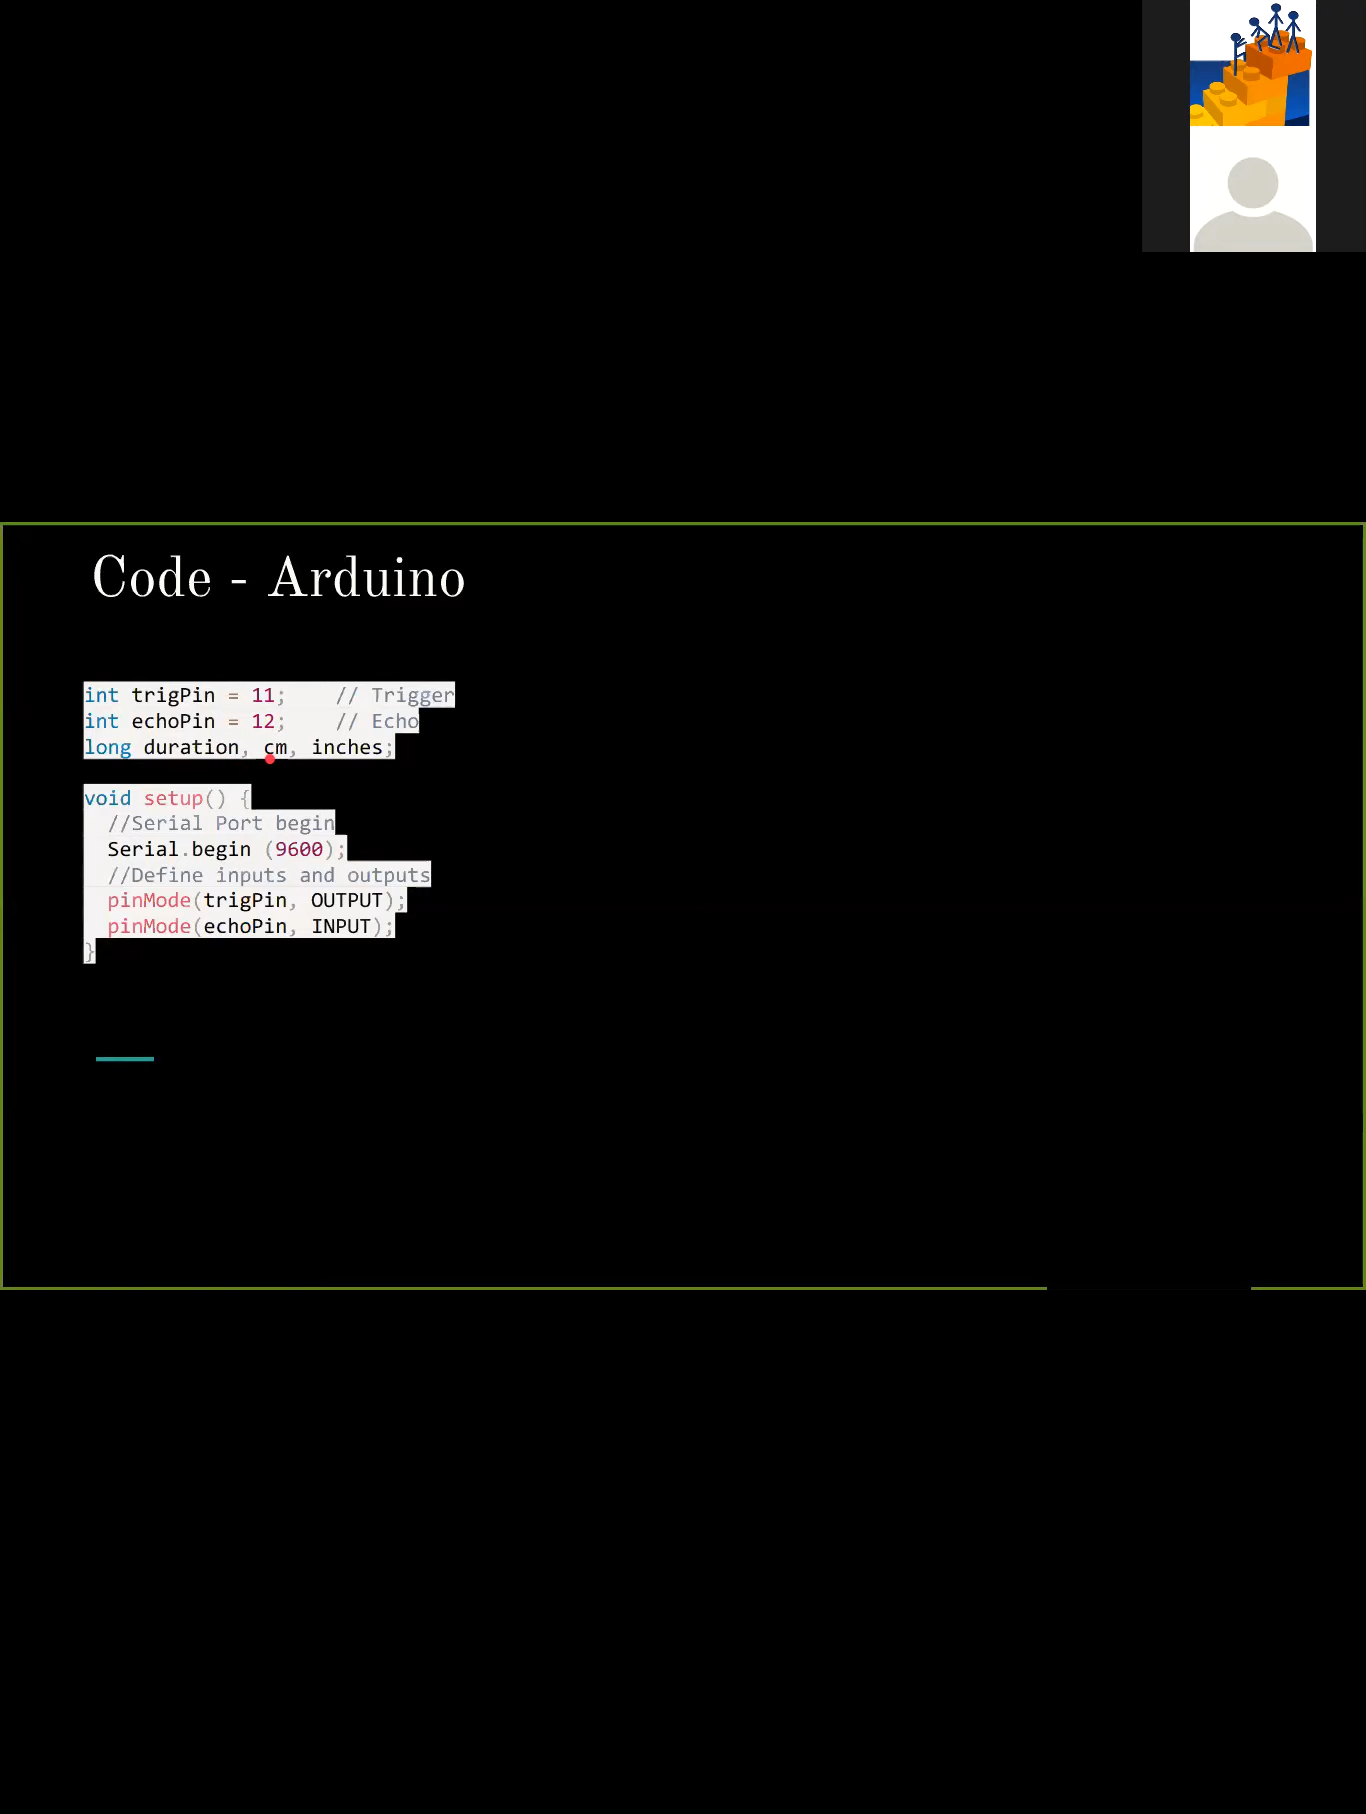 Code - Arduino
int trigPin = 11;    // Trigger
int echoPin = 12;    // Echo
long duration, cm, inches;
void setup() {
  //Serial Port begin
  Serial.begin (9600);
  //Define inputs and outputs
  pinMode(trigPin, OUTPUT);
  pinMode(echoPin, INPUT);
}